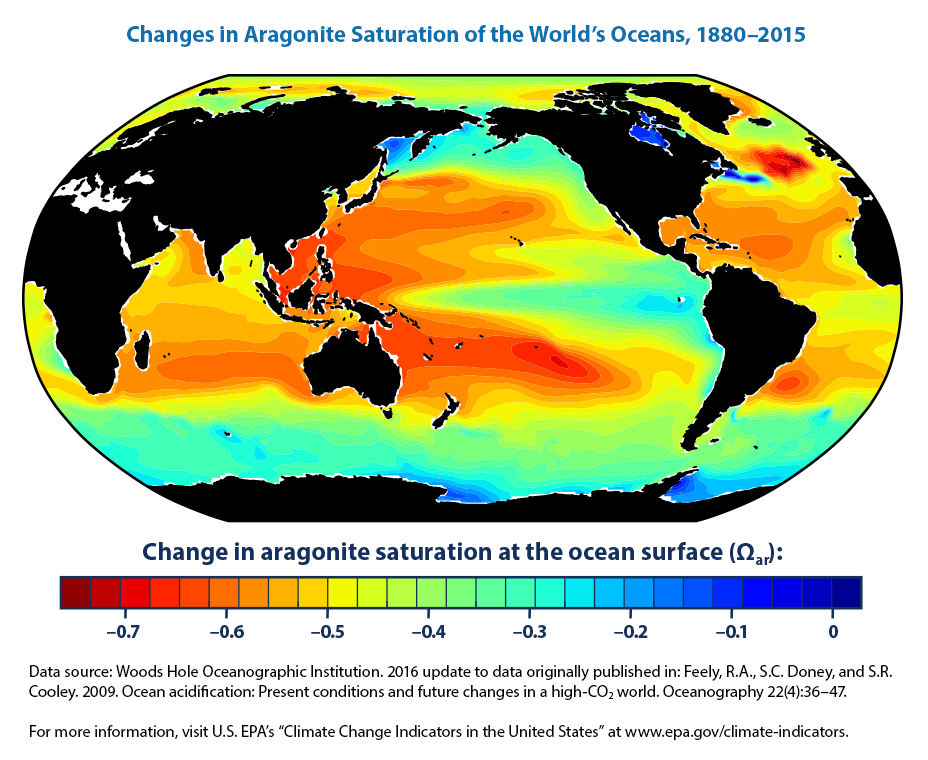 Changes in Aragonite Saturation of the World’s Oceans, 1880–2015
Change in aragonite saturation at the ocean surface (Ωar):
−0.7 −0.6 −0.5 −0.4 −0.3 −0.2 −0.1 0
Data source: Woods Hole Oceanographic Institution. 2016 update to data originally published in: Feely, R.A., S.C. Doney, and S.R.
Cooley. 2009. Ocean acidification: Present conditions and future changes in a high-CO₂ world. Oceanography 22(4):36–47.
For more information, visit U.S. EPA’s “Climate Change Indicators in the United States” at www.epa.gov/climate-indicators.